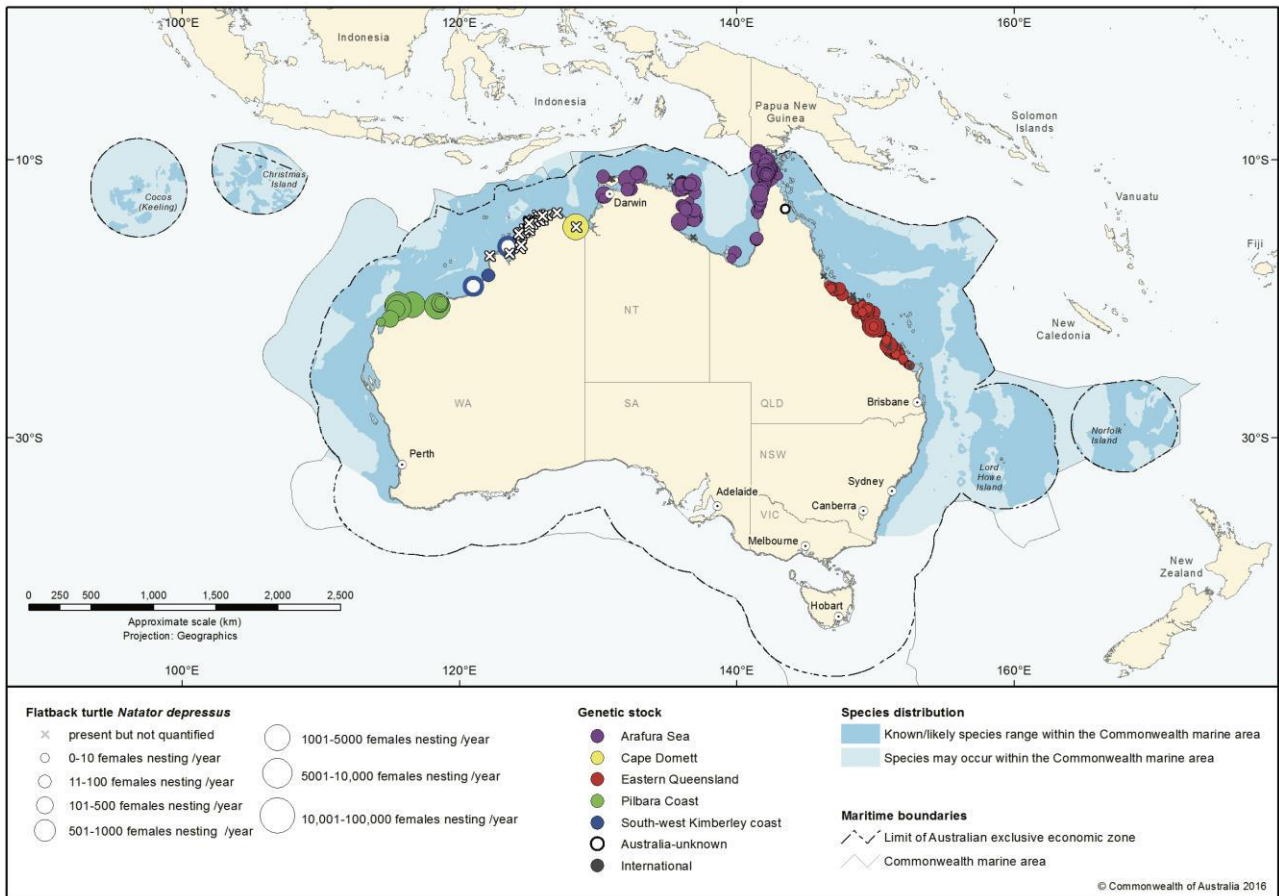 100°E
120°E
140°E
160°E
Indonesia
Indonesia
Papua New
Guinea
Solomon
Islands
10°S
10°S
Christmas
Island
Cocos
(Keeling)
Darwin
Vanuatu
Fiji
NT
New
Caledonia
WA
SA
QLD
Brisbane
30°S
30°S
Norfolk
Island
NSW
Perth
Lord
Howe
Island
Sydney
Adelaide
Canberra
VIC
Melbourne
New
Zealand
Hobart
0 250 500 1,000 1,500 2,000 2,500
Approximate scale (km)
Projection: Geographics
100°E
120°E
140°E
160°E
Flatback turtle Natator depressus
present but not quantified
0-10 females nesting /year
11-100 females nesting /year
101-500 females nesting /year
501-1000 females nesting /year
1001-5000 females nesting /year
5001-10,000 females nesting /year
10,001-100,000 females nesting /year
Genetic stock
Arafura Sea
Cape Domett
Eastern Queensland
Pilbara Coast
South-west Kimberley coast
Australia-unknown
International
Species distribution
Known/likely species range within the Commonwealth marine area
Species may occur within the Commonwealth marine area
Maritime boundaries
Limit of Australian exclusive economic zone
Commonwealth marine area
© Commonwealth of Australia 2016